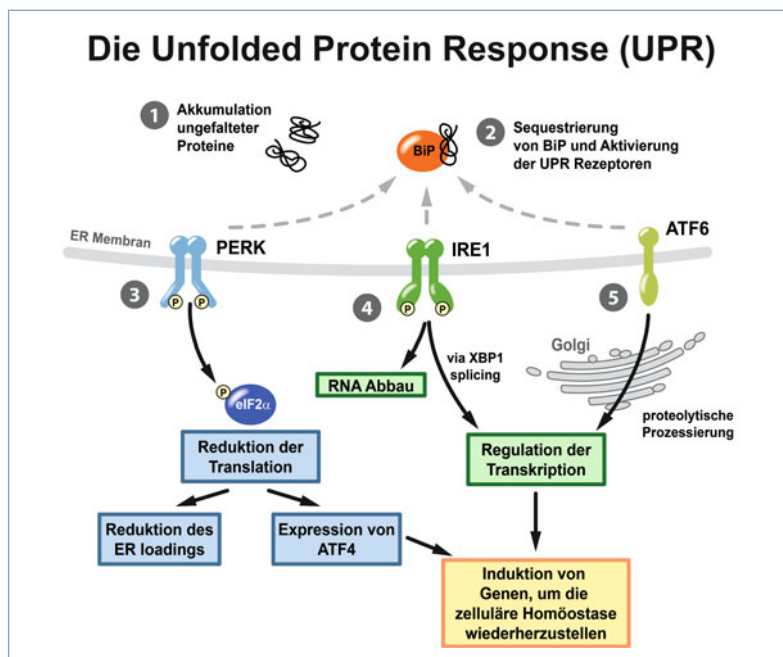 Die Unfolded Protein Response (UPR)
1
Akkumulation
ungefalteter
Proteine
BiP
2
Sequestrierung
von BiP und Aktivierung
der UPR Rezeptoren
ER Membran
PERK
IRE1
ATF6
3
P
P
4
P
P
5
P
eIF2α
RNA Abbau
via XBP1
splicing
Golgi
proteolytische
Prozessierung
Reduktion der
Translation
Regulation der
Transkription
Reduktion des
ER loadings
Expression von
ATF4
Induktion von
Genen, um die
zelluläre Homöostase
wiederherzustellen